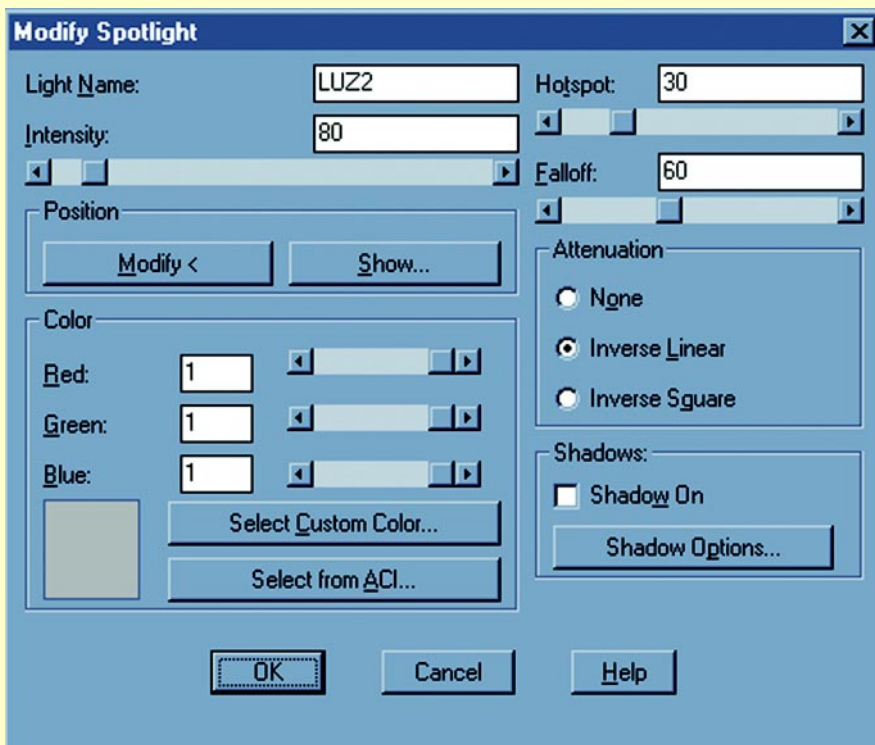 Modify Spotlight
Light Name: LUZ2
Intensity: 80
Position
Modify < Show...
Color
Red: 1
Green: 1
Blue: 1
Select Custom Color...
Select from ACI...
Hotspot: 30
Falloff: 60
Attenuation
None
Inverse Linear
Inverse Sguare
Shadows:
Shadow On
Shadow Options...
OK Cancel Help